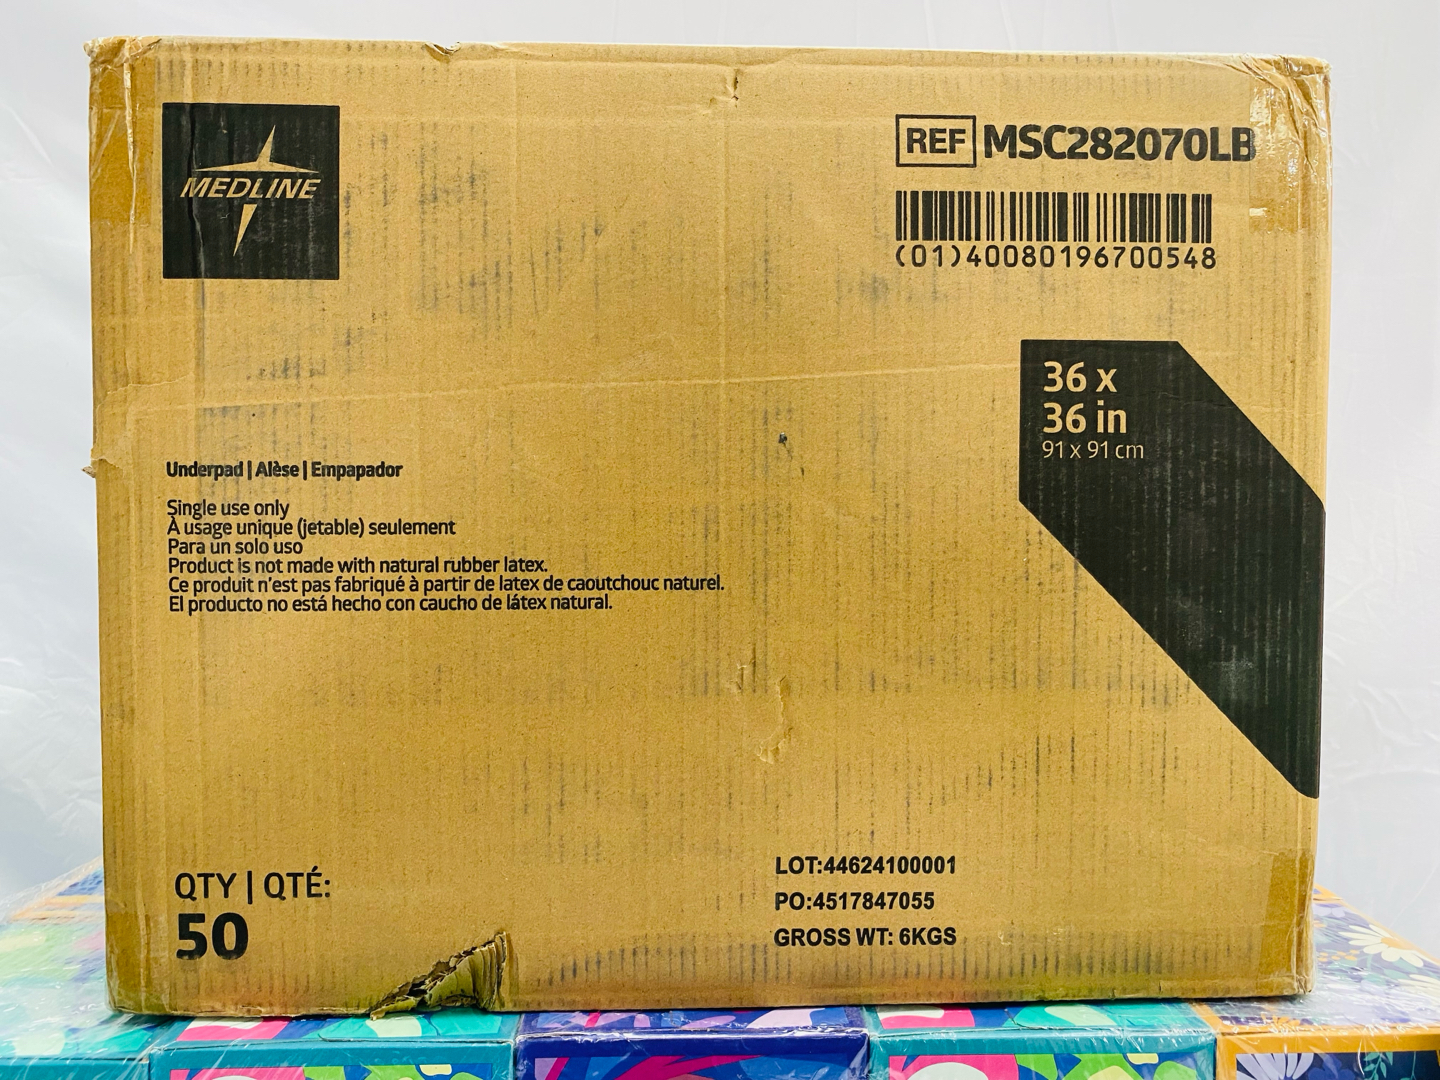 MEDLINE
REF MSC282070LB
(01)40080196700548
36 x
36 in
91 x 91 cm
Underpad | Alèse | Empapador
Single use only
À usage unique (jetable) seulement
Para un solo uso
Product is not made with natural rubber latex.
Ce produit n'est pas fabriqué à partir de latex de caoutchouc naturel.
El producto no está hecho con caucho de látex natural.
QTY | QTÉ:
50
LOT:44624100001
PO:4517847055
GROSS WT: 6KGS